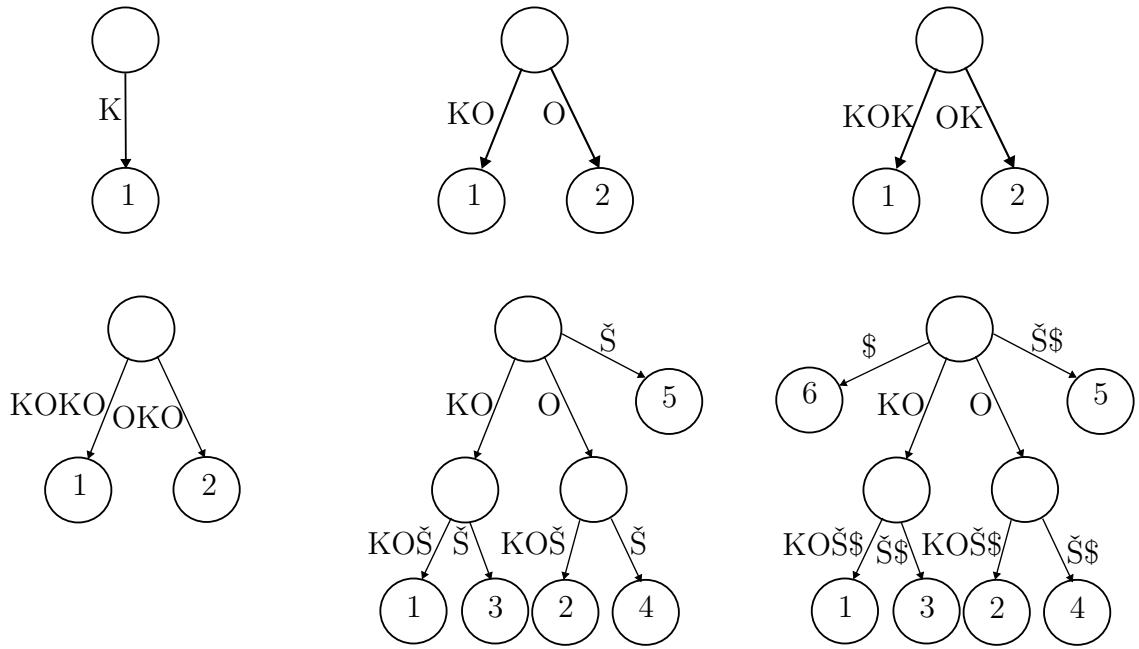 K
1
KO O
1 2
KOK OK
1 2
KOKO OKO
1 2
Š
5
KO O
KOŠ Š KOŠ Š
1 3 2 4
$ Š$
6 5
KO O
KOŠ$ Š$ KOŠ$ Š$
1 3 2 4